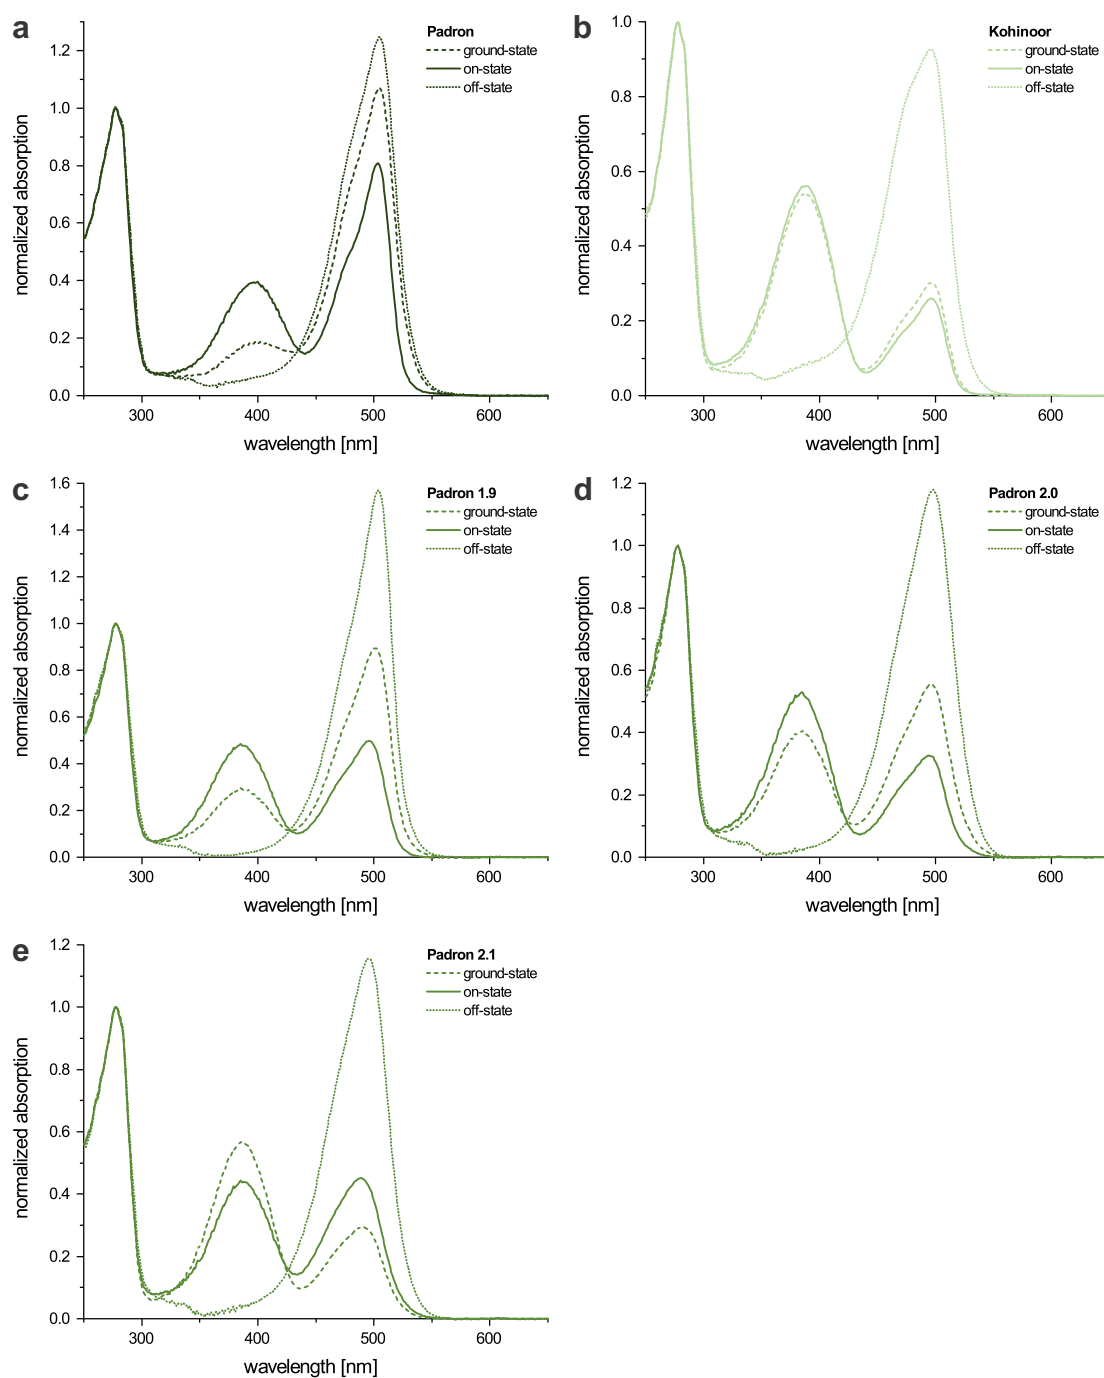 a
Padron
ground-state
on-state
off-state
1.2
1.0
0.8
0.6
0.4
0.2
0.0
normalized absorption
300 400 500 600
wavelength [nm]
b
Kohinoor
ground-state
on-state
off-state
1.0
0.8
0.6
0.4
0.2
0.0
normalized absorption
300 400 500 600
wavelength [nm]
c
Padron 1.9
ground-state
on-state
off-state
1.6
1.4
1.2
1.0
0.8
0.6
0.4
0.2
0.0
normalized absorption
300 400 500 600
wavelength [nm]
d
Padron 2.0
ground-state
on-state
off-state
1.2
1.0
0.8
0.6
0.4
0.2
0.0
normalized absorption
300 400 500 600
wavelength [nm]
e
Padron 2.1
ground-state
on-state
off-state
1.2
1.0
0.8
0.6
0.4
0.2
0.0
normalized absorption
300 400 500 600
wavelength [nm]